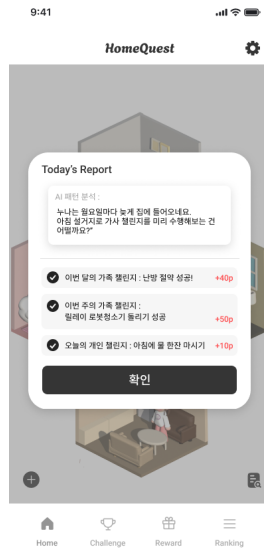 9:41
HomeQuest
Today's Report
AI 패턴 분석 :
누나는 월요일마다 늦게 집에 들어오네요.
아침 설거지로 가사 챌린지를 미리 수행해보는 건
어떨까요?"
이번 달의 가족 챌린지 : 난방 절약 성공! +40p
이번 주의 가족 챌린지 :
릴레이 로봇청소기 돌리기 성공 +50p
오늘의 개인 챌린지 : 아침에 물 한잔 마시기 +10p
확인
Home Challenge Reward Ranking